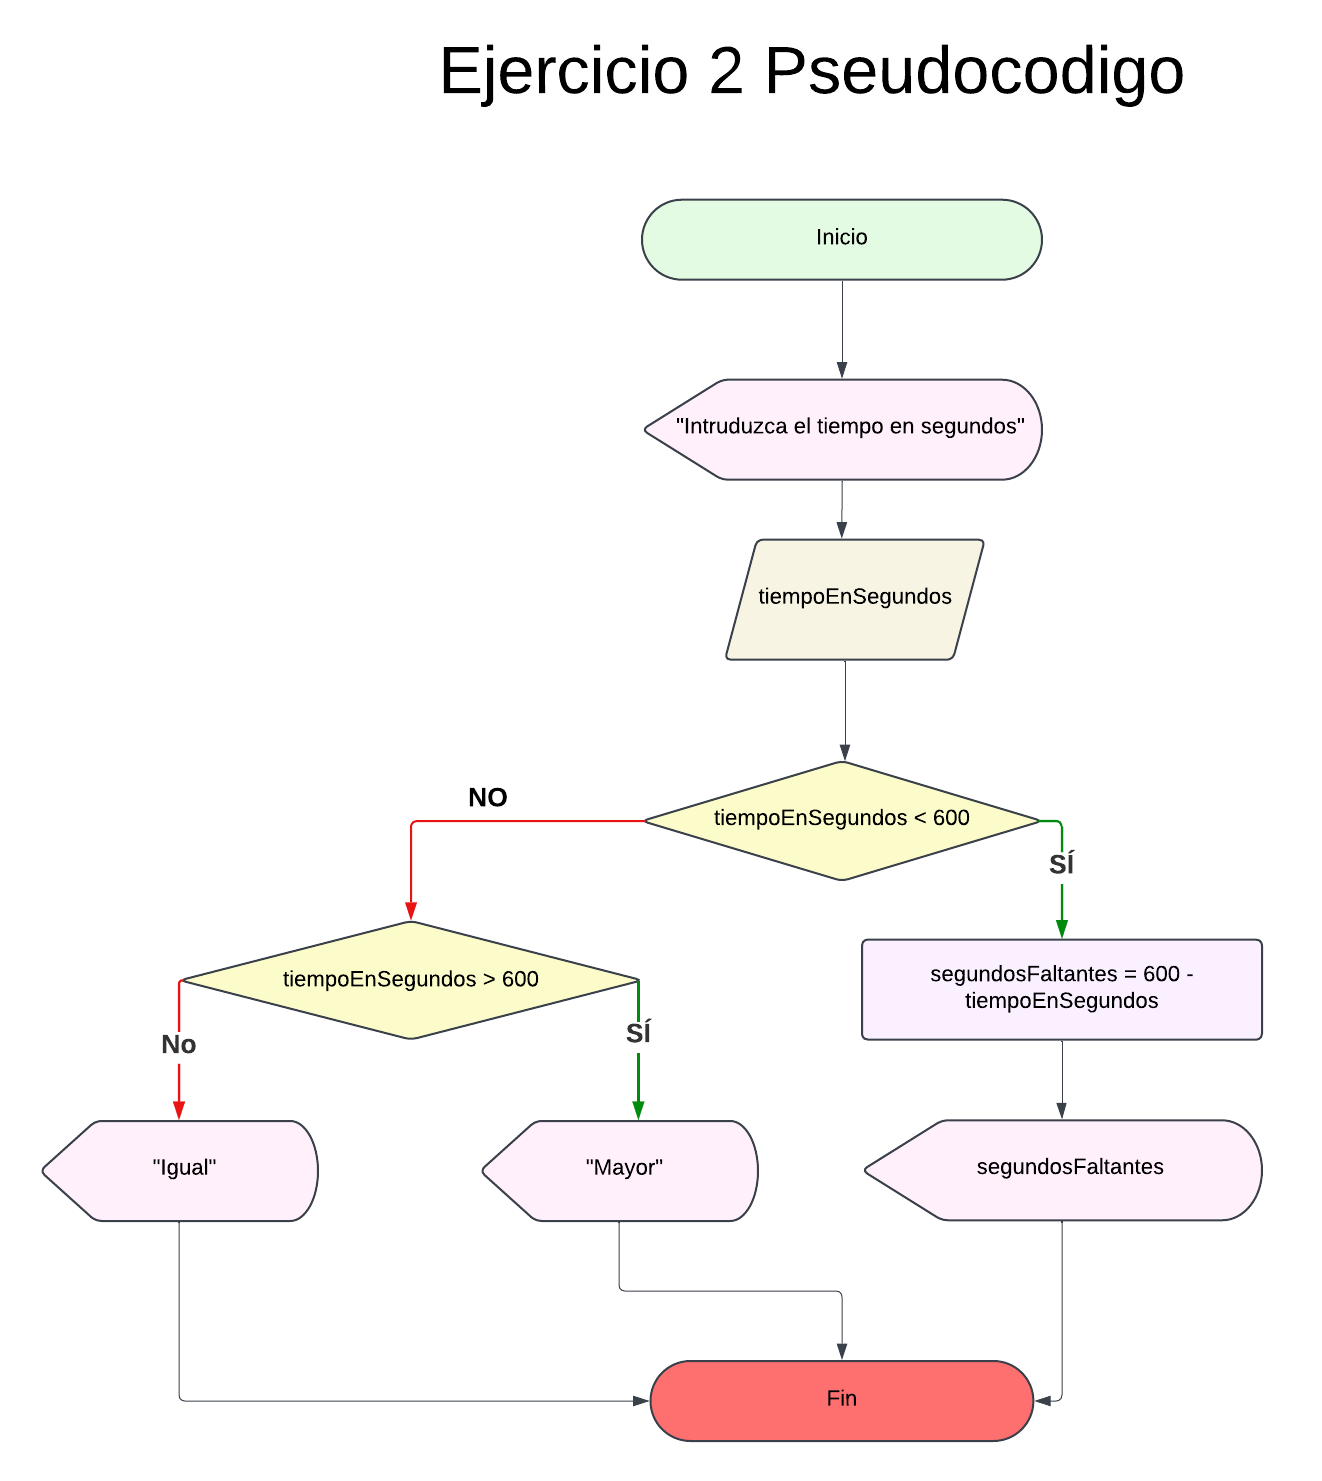 Ejercicio 2 Pseudocodigo
Inicio
"Intruduzca el tiempo en segundos"
tiempoEnSegundos
tiempoEnSegundos < 600
NO
SÍ
tiempoEnSegundos > 600
segundosFaltantes = 600 -
tiempoEnSegundos
No
SÍ
"Igual"
"Mayor"
segundosFaltantes
Fin